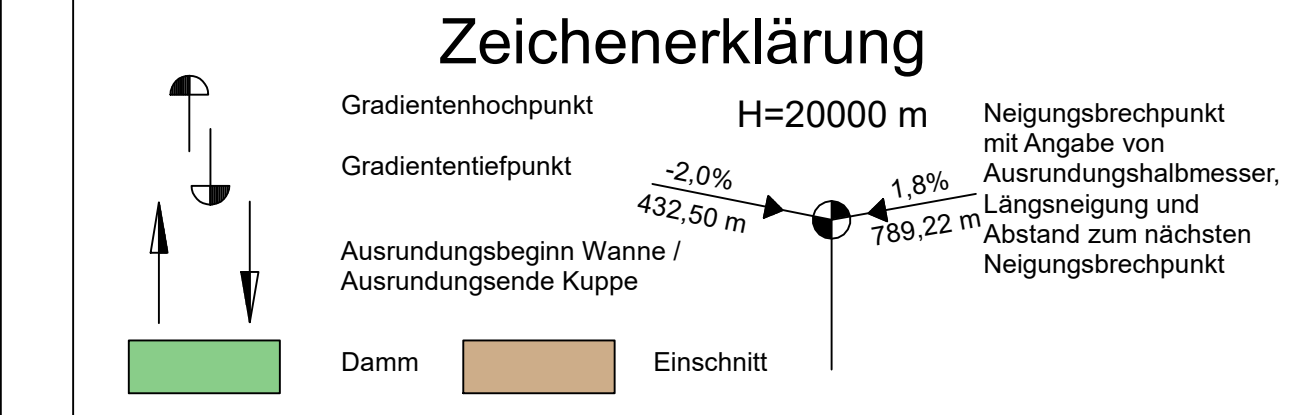 Zeichenerklärung
Gradientenhochpunkt
Gradiententiefpunkt
Ausrundungsbeginn Wanne /
Ausrundungsende Kuppe
Damm
Einschnitt
H=20000 m
-2,0%
432,50 m
1,8%
789,22 m
Neigungsbrechpunkt
mit Angabe von
Ausrundungshalbmesser,
Längsneigung und
Abstand zum nächsten
Neigungsbrechpunkt